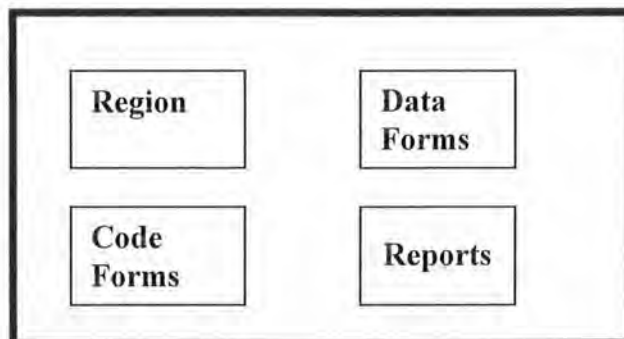 Region
Data
Forms
Code
Forms
Reports